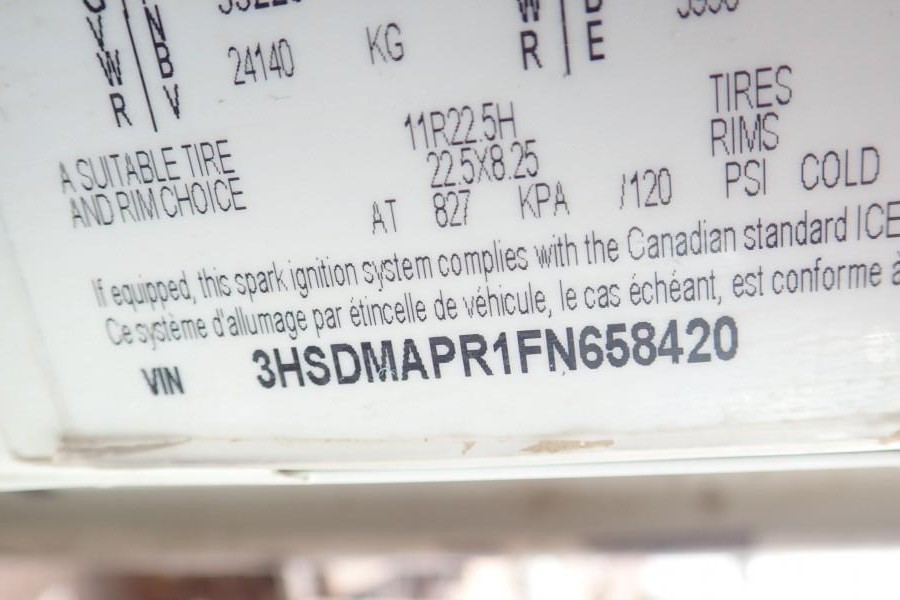 G N
V N
W B 24140 KG W E
R V R
A SUITABLE TIRE 11R22.5H TIRES
AND RIM CHOICE 22.5X8.25 RIMS
AT 827 KPA /120 PSI COLD
If equipped, this spark ignition system complies with the Canadian standard ICE
Ce système d'allumage par étincelle de véhicule, le cas échéant, est conforme à
VIN 3HSDMAPR1FN658420